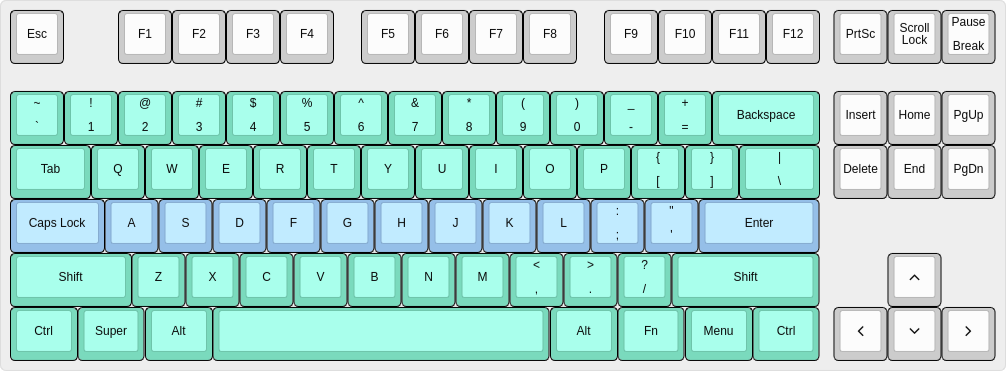 Esc F1 F2 F3 F4 F5 F6 F7 F8 F9 F10 F11 F12 PrtSc Scroll Lock Pause Break
~ ! @ # $ % ^ & * ( ) _ + Backspace Insert Home PgUp
` 1 2 3 4 5 6 7 8 9 0 - =
Tab Q W E R T Y U I O P { } | Delete End PgDn
[ ] \
Caps Lock A S D F G H J K L : " Enter
; '
Shift Z X C V B N M < > ? Shift
, . /
Ctrl Super Alt Alt Fn Menu Ctrl